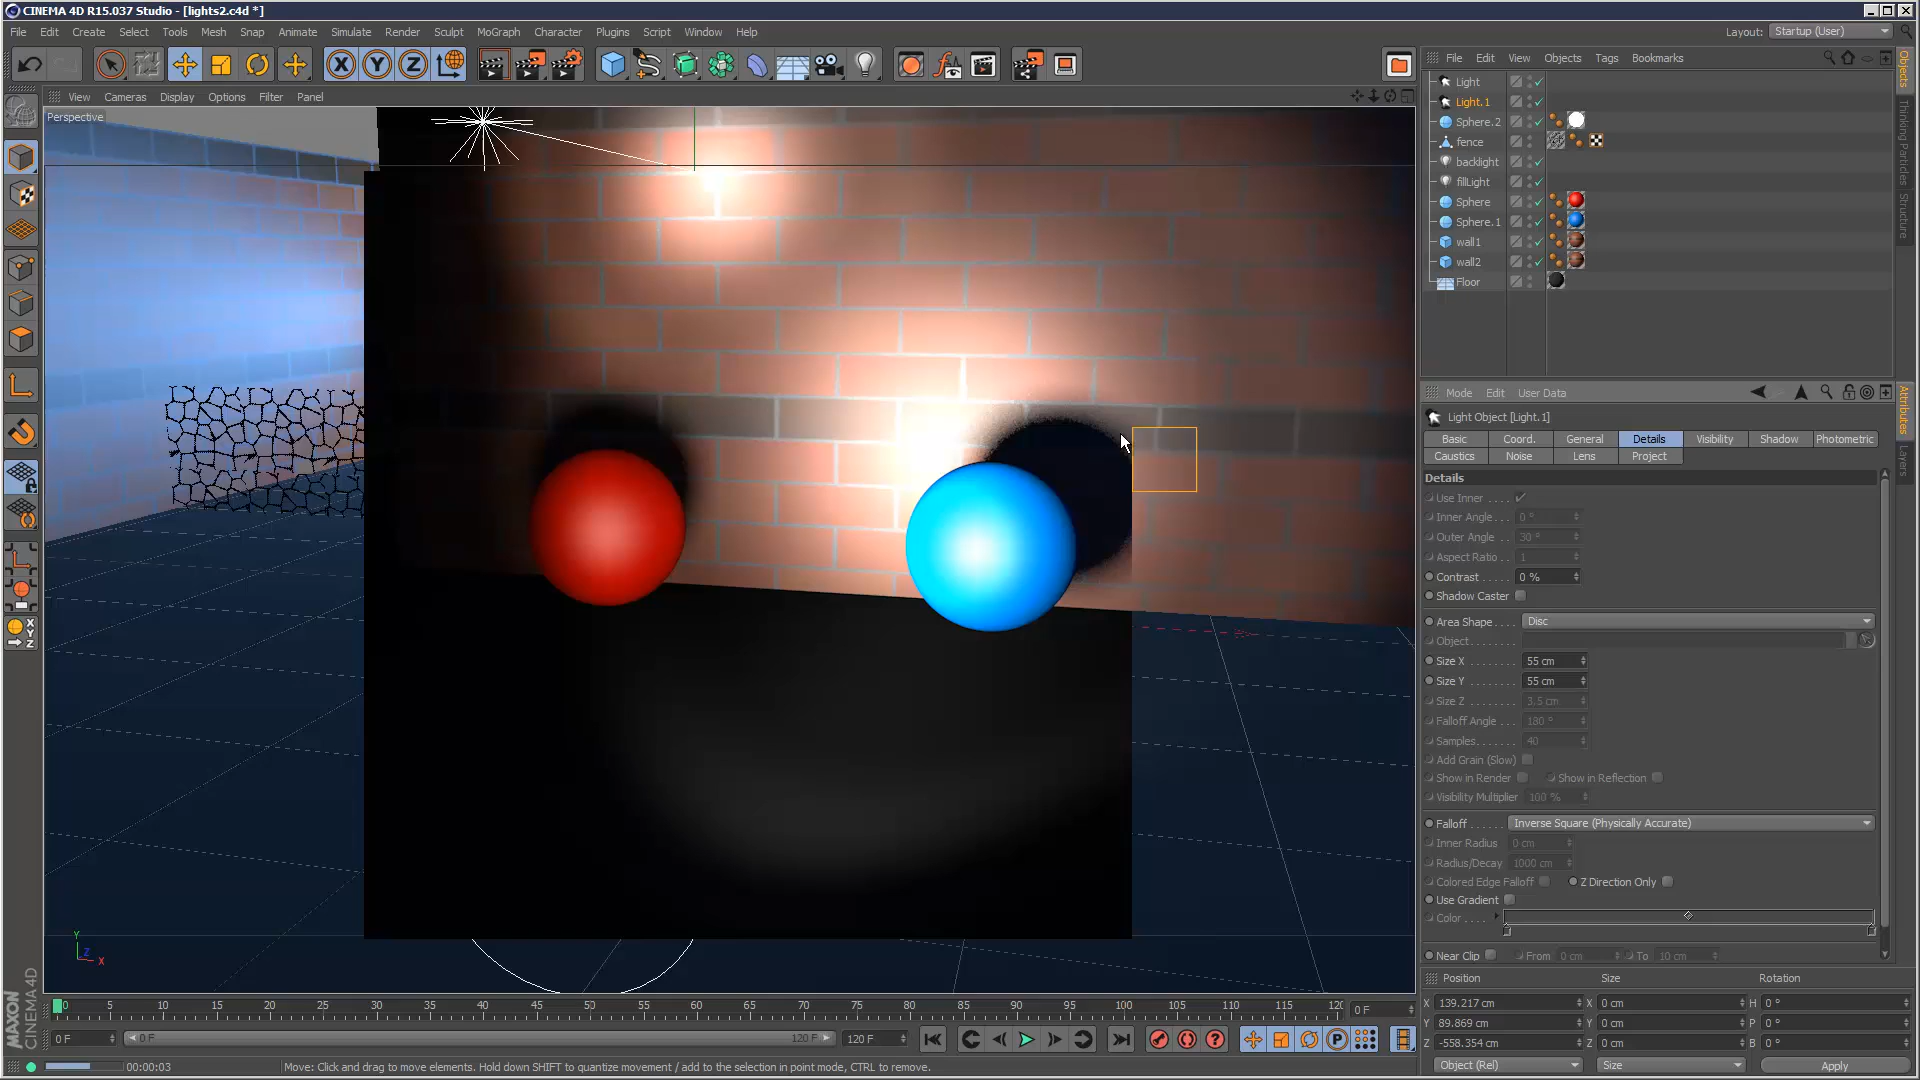 CINEMA 4D R15.037 Studio - [lights2.c4d *]
File Edit Create Select Tools Mesh Snap Animate Simulate Render Sculpt MoGraph Character Plugins Script Window Help
Layout: Startup (User)
File Edit View Objects Tags Bookmarks
View Cameras Display Options Filter Panel
Perspective
Light
Light.1
Sphere.2
fence
backlight
fillLight
Sphere
Sphere.1
wall1
wall2
Floor
Objects
Thinking Particles
Structure
Mode Edit User Data
Light Object [Light.1]
Basic Coord. General Details Visibility Shadow Photometric
Caustics Noise Lens Project
Attributes
Layers
Details
Use Inner
Inner Angle 0 °
Outer Angle 30 °
Aspect Ratio 1
Contrast 0 %
Shadow Caster
Area Shape Disc
Object
Size X 55 cm
Size Y 55 cm
Size Z 3.5 cm
Falloff Angle 180 °
Samples 40
Add Grain (Slow)
Show in Render Show in Reflection
Visibility Multiplier 100 %
Falloff Inverse Square (Physically Accurate)
Inner Radius 0 cm
Radius/Decay 1000 cm
Colored Edge Falloff Z Direction Only
Use Gradient
Color
Near Clip From 0 cm To 10 cm
Position Size Rotation
X 139.217 cm X 0 cm H 0 °
Y 89.869 cm Y 0 cm P 0 °
Z -558.354 cm Z 0 cm B 0 °
Object (Rel) Size Apply
X Y Z
Y Z X
0 5 10 15 20 25 30 35 40 45 50 55 60 65 70 75 80 85 90 95 100 105 110 115 120
0 F
0 F 0 F 120 F 120 F
MAXON
CINEMA 4D
00:00:03
Move: Click and drag to move elements. Hold down SHIFT to quantize movement / add to the selection in point mode, CTRL to remove.